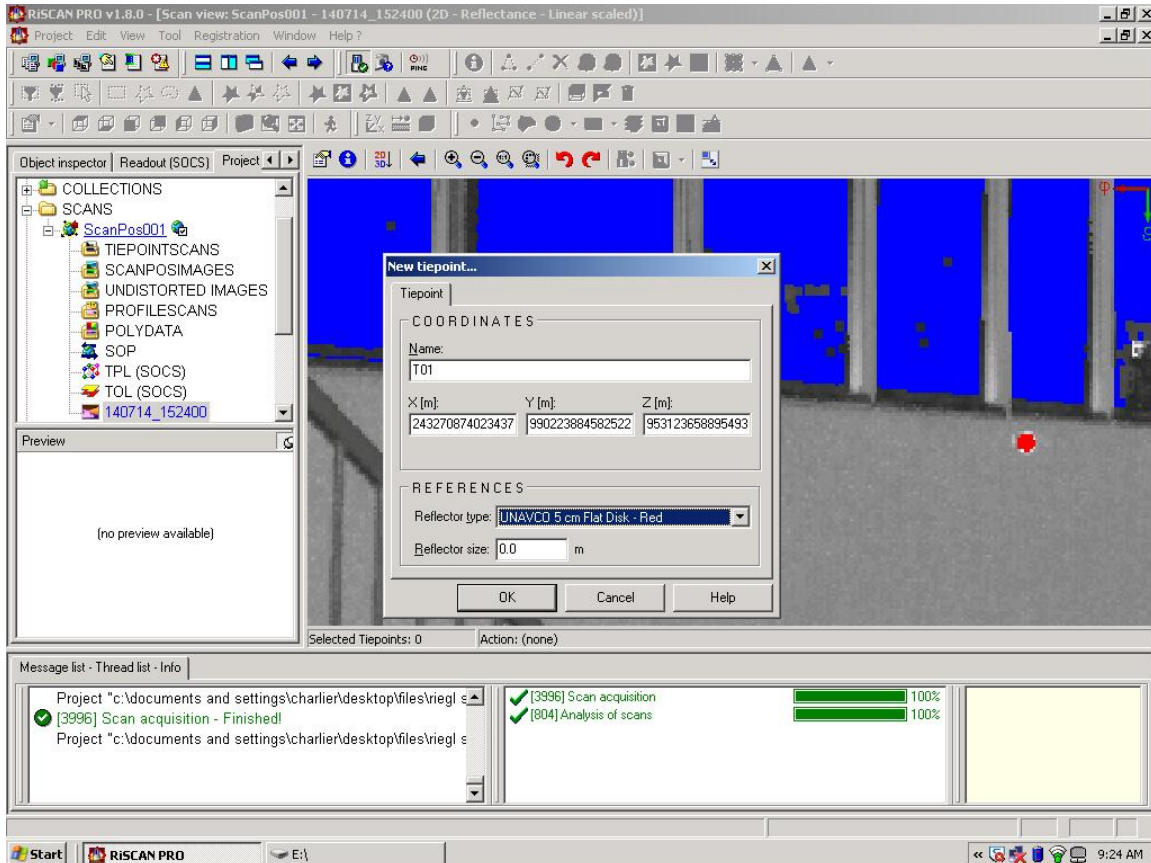 RiSCAN PRO v1.8.0 - [Scan view: ScanPos001 - 140714_152400 (2D - Reflectance - Linear scaled)]
Project Edit View Tool Registration Window Help ?
PING
Object inspector Readout (SOCS) Project
COLLECTIONS
SCANS
ScanPos001
TIEPOINTSCANS
SCANPOSIMAGES
UNDISTORTED IMAGES
PROFILESCANS
POLYDATA
SOP
TPL (SOCS)
TOL (SOCS)
140714_152400
Preview
(no preview available)
2D
3D
φ
New tiepoint...
Tiepoint
COORDINATES
Name:
T01
X [m]: Y [m]: Z [m]:
243270874023437 990223884582522 953123658895493
REFERENCES
Reflector type: UNAVCO 5 cm Flat Disk - Red
Reflector size: 0.0 m
OK Cancel Help
Selected Tiepoints: 0 Action: (none)
Message list - Thread list - Info
Project "c:\documents and settings\charlier\desktop\files\riegl s
[3996] Scan acquisition - Finished!
Project "c:\documents and settings\charlier\desktop\files\riegl s
[3996] Scan acquisition 100%
[804] Analysis of scans 100%
Start RiSCAN PRO E:\ « 9:24 AM